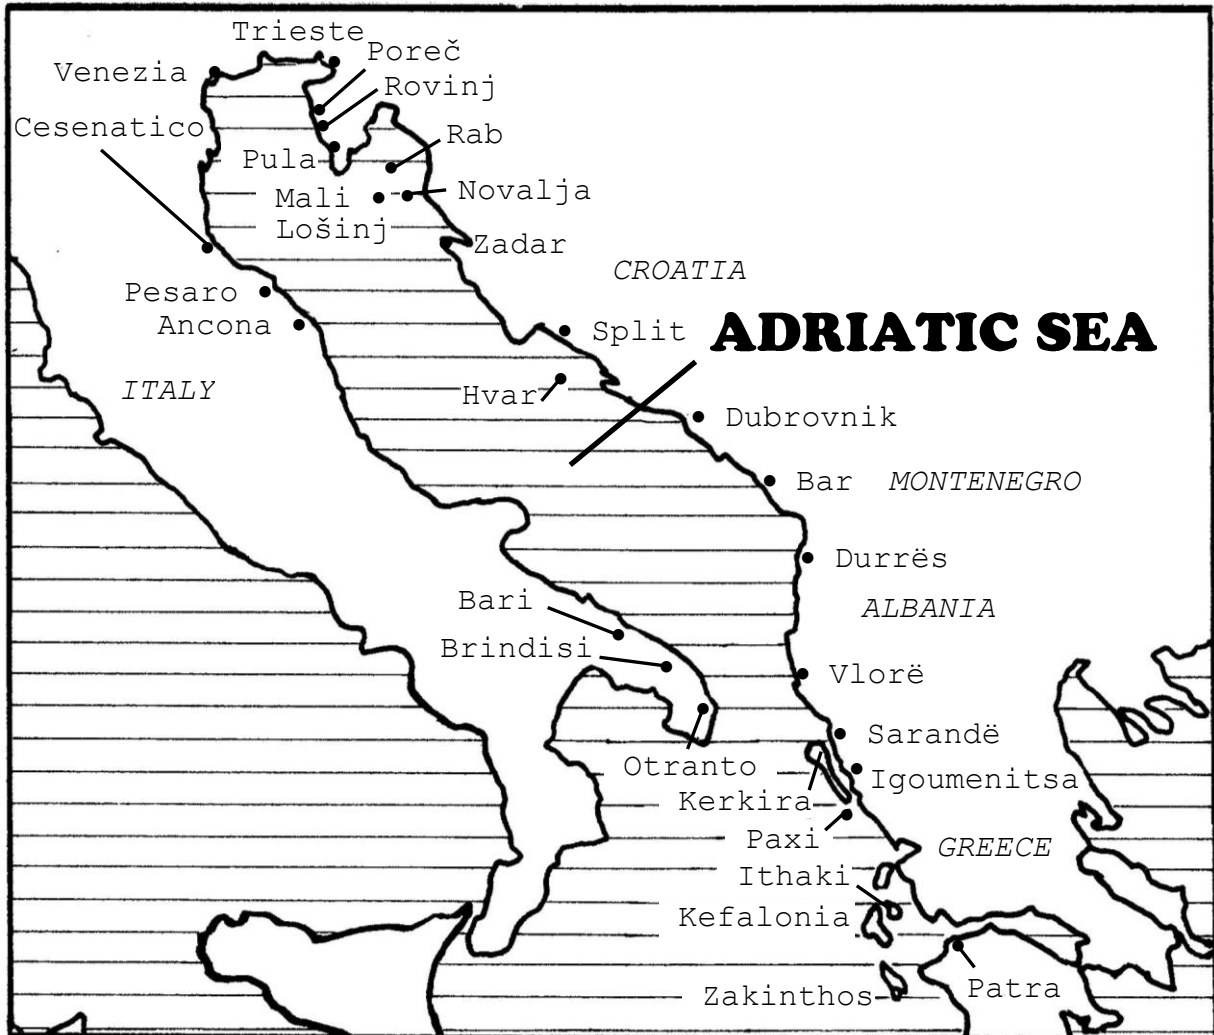 Trieste
Poreč
Venezia
Rovinj
Cesenatico
Rab
Pula
Mali
Lošinj
Novalja
Zadar
CROATIA
Pesaro
Ancona
Split
ADRIATIC SEA
ITALY
Hvar
Dubrovnik
Bar
MONTENEGRO
Durrës
Bari
ALBANIA
Brindisi
Vlorë
Sarandë
Otranto
Igoumenitsa
Kerkira
Paxi
GREECE
Ithaki
Kefalonia
Zakinthos
Patra